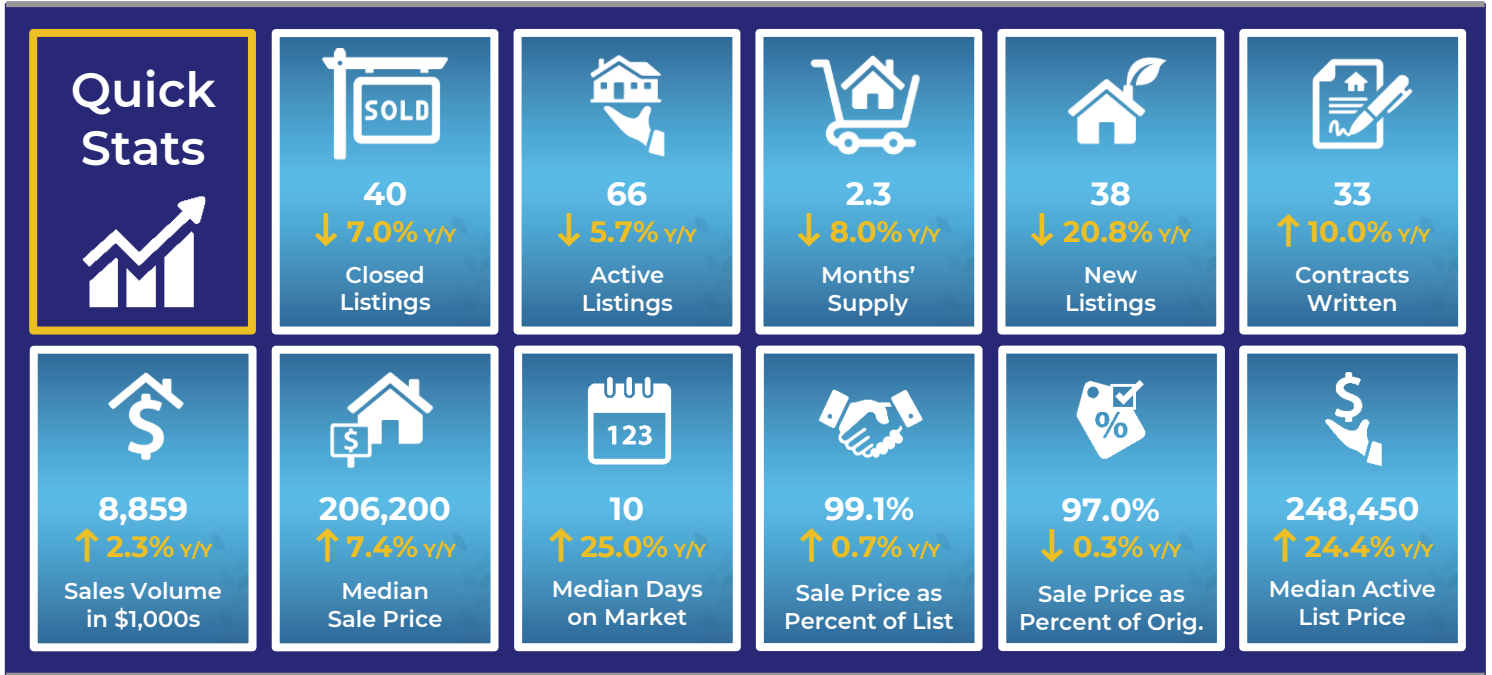 Quick
Stats
SOLD
40
↓ 7.0% Y/Y
Closed
Listings
66
↓ 5.7% Y/Y
Active
Listings
2.3
↓ 8.0% Y/Y
Months’
Supply
38
↓ 20.8% Y/Y
New
Listings
33
↑ 10.0% Y/Y
Contracts
Written
$
8,859
↑ 2.3% Y/Y
Sales Volume
in $1,000s
$
206,200
↑ 7.4% Y/Y
Median
Sale Price
123
10
↑ 25.0% Y/Y
Median Days
on Market
99.1%
↑ 0.7% Y/Y
Sale Price as
Percent of List
%
97.0%
↓ 0.3% Y/Y
Sale Price as
Percent of Orig.
$
248,450
↑ 24.4% Y/Y
Median Active
List Price